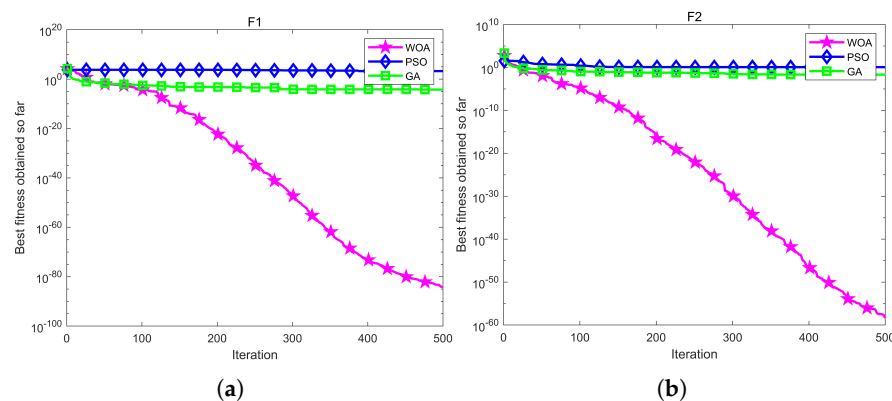 F1
Best fitness obtained so far
10^20
10^0
10^-20
10^-40
10^-60
10^-80
10^-100
WOA
PSO
GA
0 100 200 300 400 500
Iteration
(a)
F2
Best fitness obtained so far
10^10
10^0
10^-10
10^-20
10^-30
10^-40
10^-50
10^-60
WOA
PSO
GA
0 100 200 300 400 500
Iteration
(b)